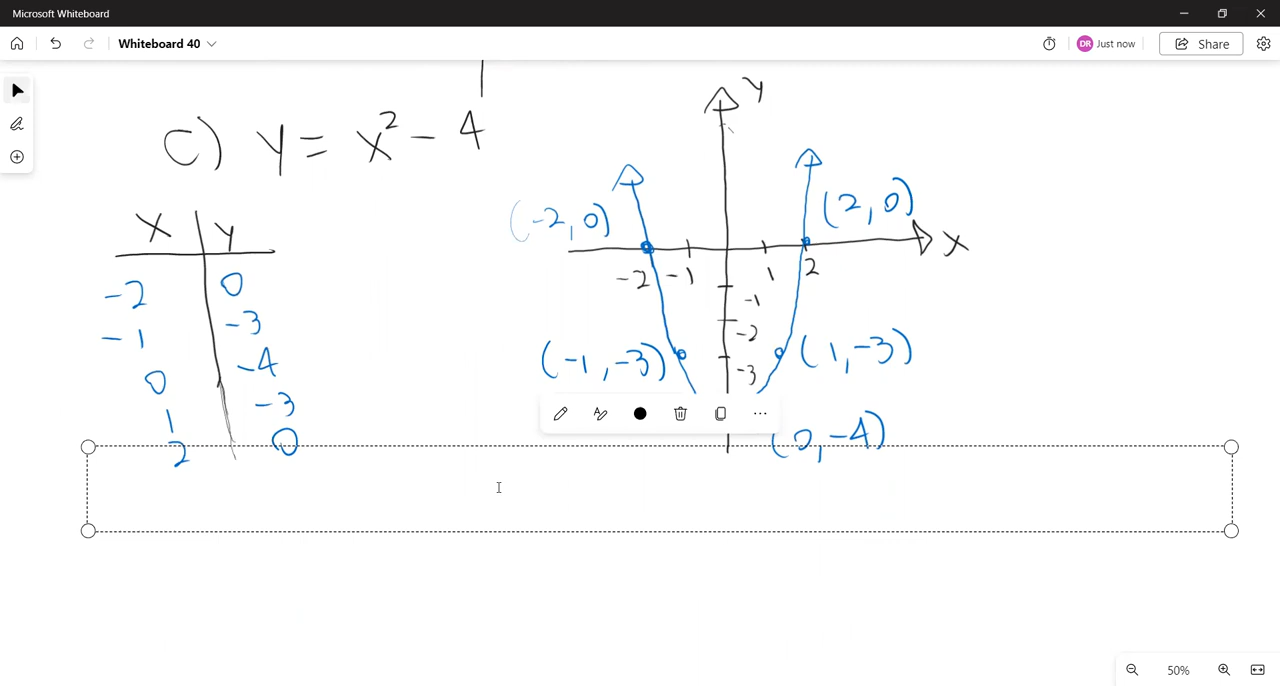 Microsoft Whiteboard
Whiteboard 40
DR Just now
Share
c) y = x² - 4
y
x y
(-2, 0)
(2, 0)
x
-2 -1 1 2
-2 0
-1
-1 -3
-2
(-1, -3)
(1, -3)
0 -4
-3
1 -3
(0, -4)
2 0
50%